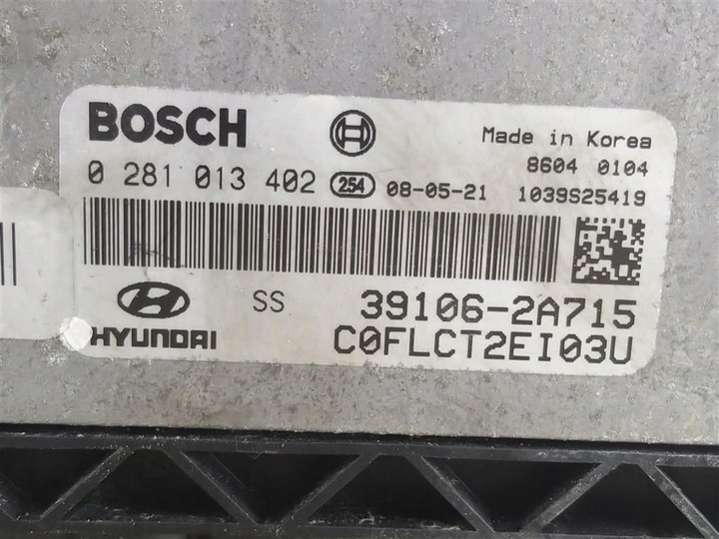 BOSCH
Made in Korea
8604 0104
0 281 013 402 254 08-05-21 1039S25419
SS 39106-2A715
HYUNDAI C0FLCT2EI03U